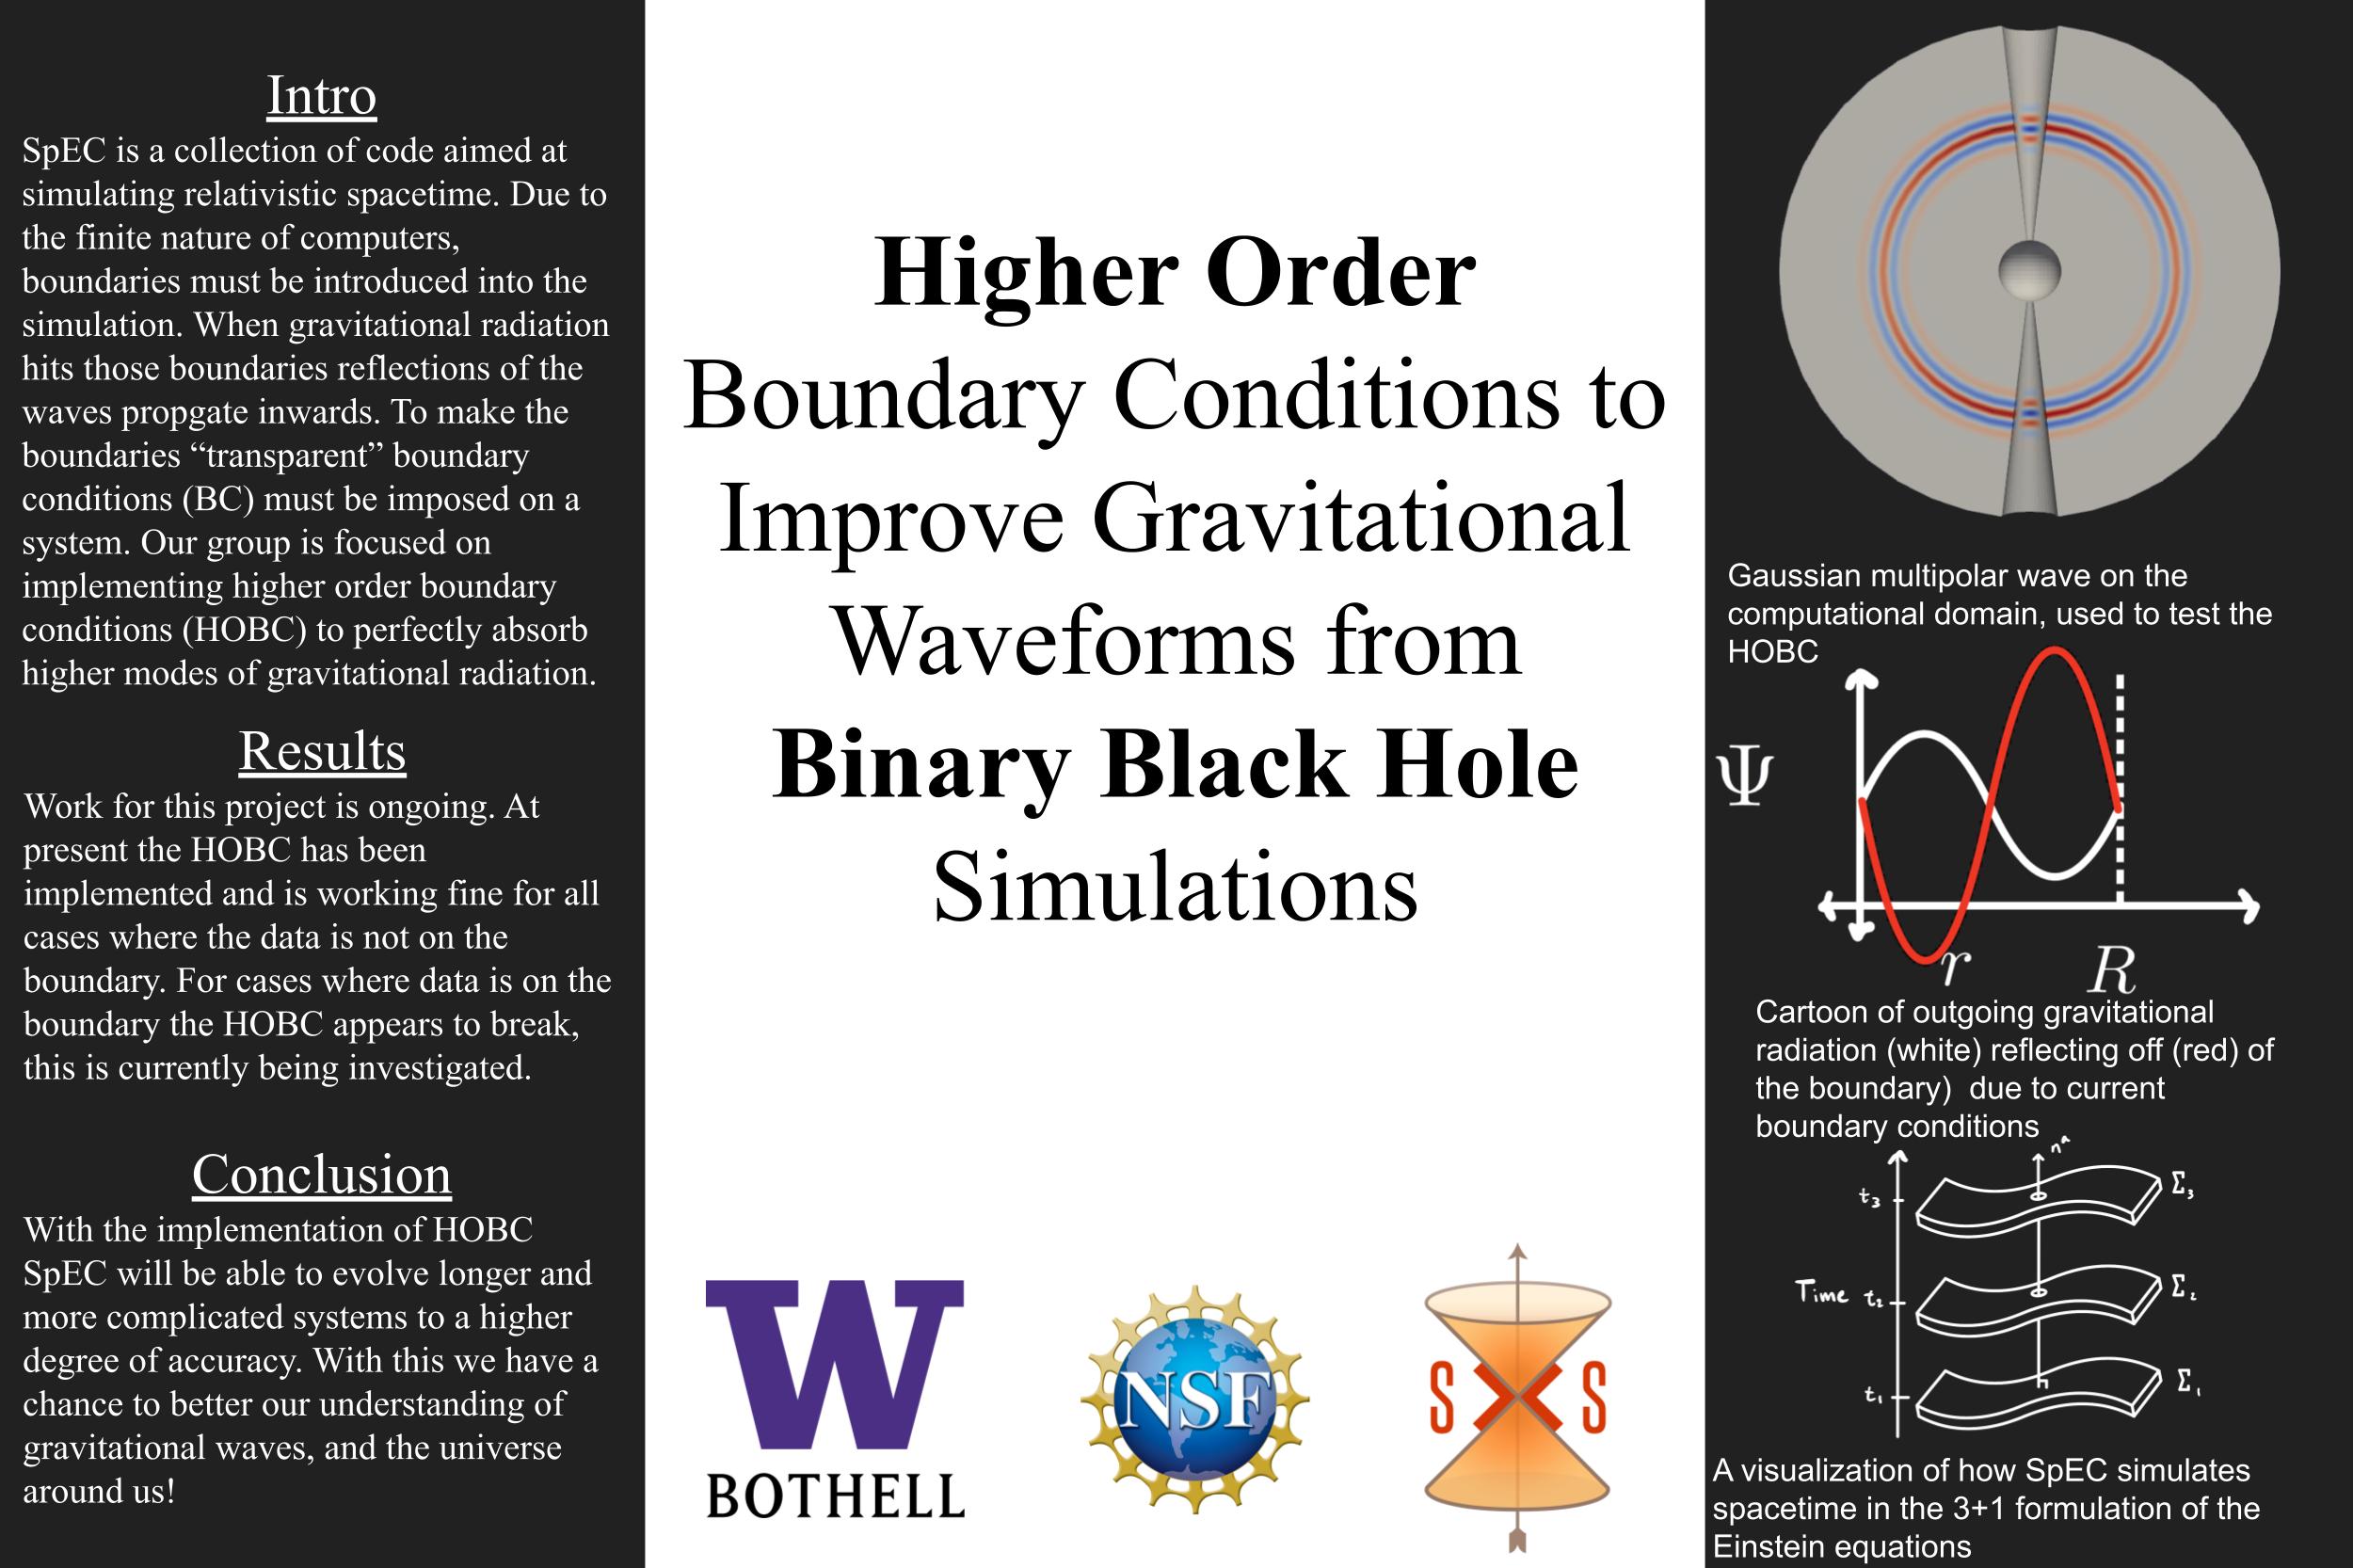 Intro
SpEC is a collection of code aimed at
simulating relativistic spacetime. Due to
the finite nature of computers,
boundaries must be introduced into the
simulation. When gravitational radiation
hits those boundaries reflections of the
waves propgate inwards. To make the
boundaries “transparent” boundary
conditions (BC) must be imposed on a
system. Our group is focused on
implementing higher order boundary
conditions (HOBC) to perfectly absorb
higher modes of gravitational radiation.
Results
Work for this project is ongoing. At
present the HOBC has been
implemented and is working fine for all
cases where the data is not on the
boundary. For cases where data is on the
boundary the HOBC appears to break,
this is currently being investigated.
Conclusion
With the implementation of HOBC
SpEC will be able to evolve longer and
more complicated systems to a higher
degree of accuracy. With this we have a
chance to better our understanding of
gravitational waves, and the universe
around us!
Higher Order
Boundary Conditions to
Improve Gravitational
Waveforms from
Binary Black Hole
Simulations
W
BOTHELL
NSF
SXS
Gaussian multipolar wave on the
computational domain, used to test the
HOBC
Ψ
r
R
Cartoon of outgoing gravitational
radiation (white) reflecting off (red) of
the boundary)  due to current
boundary conditions
nᵃ
t₃ Σ₃
Time t₂ Σ₂
t₁ Σ₁
A visualization of how SpEC simulates
spacetime in the 3+1 formulation of the
Einstein equations